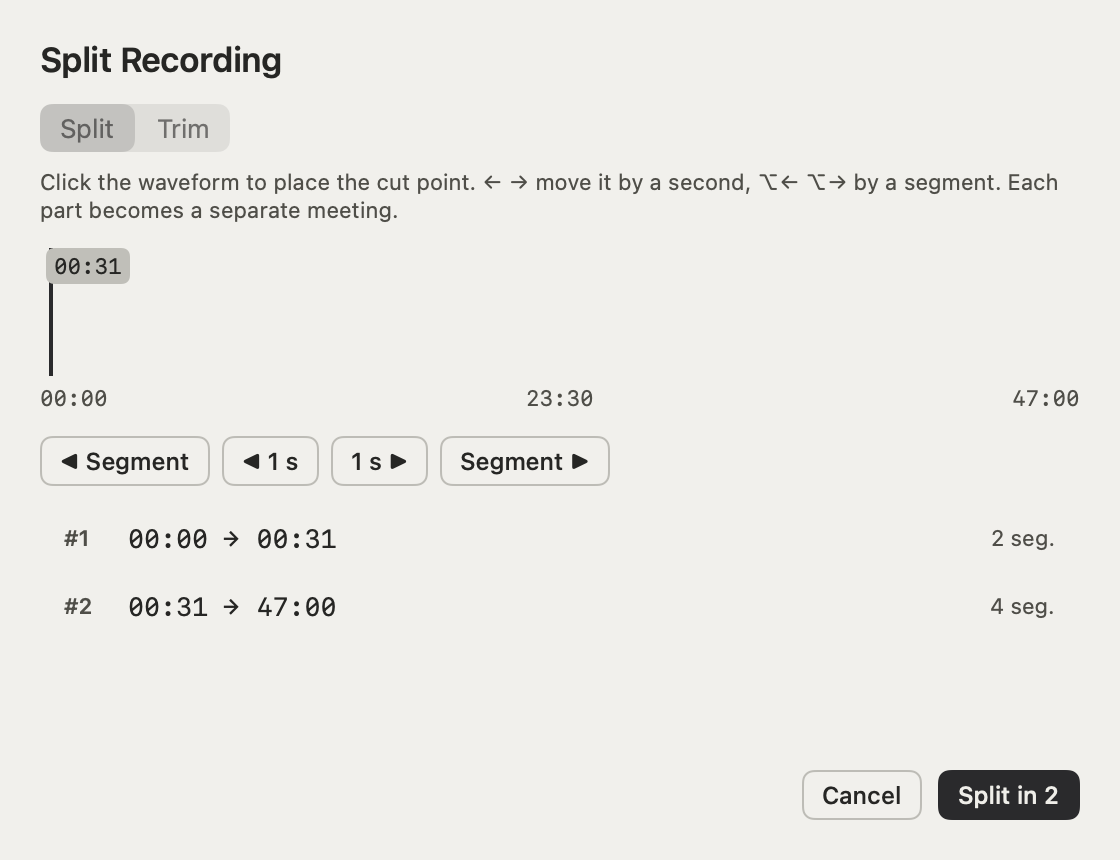 Split Recording
Split Trim
Click the waveform to place the cut point. ← → move it by a second, ⌥← ⌥→ by a segment. Each
part becomes a separate meeting.
00:31
00:00 23:30 47:00
◀ Segment ◀ 1 s 1 s ▶ Segment ▶
#1 00:00 → 00:31 2 seg.
#2 00:31 → 47:00 4 seg.
Cancel Split in 2